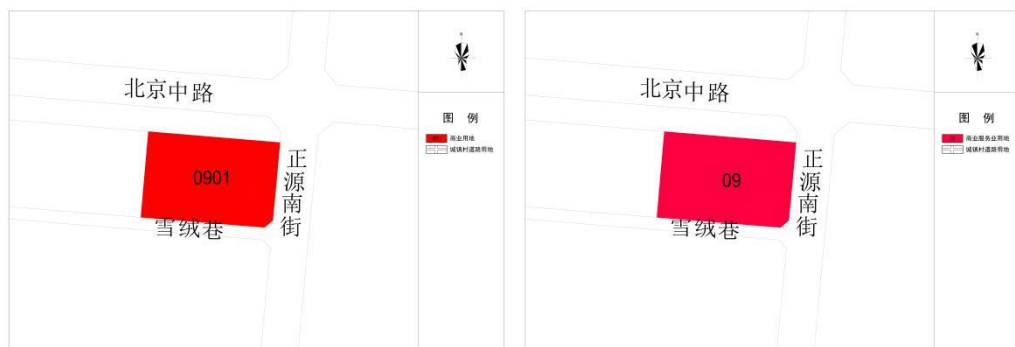 北京中路
0901
正源南街
雪绒巷
图 例
商业用地
城镇村道路用地
北京中路
09
正源南街
雪绒巷
图 例
商业服务业用地
城镇村道路用地